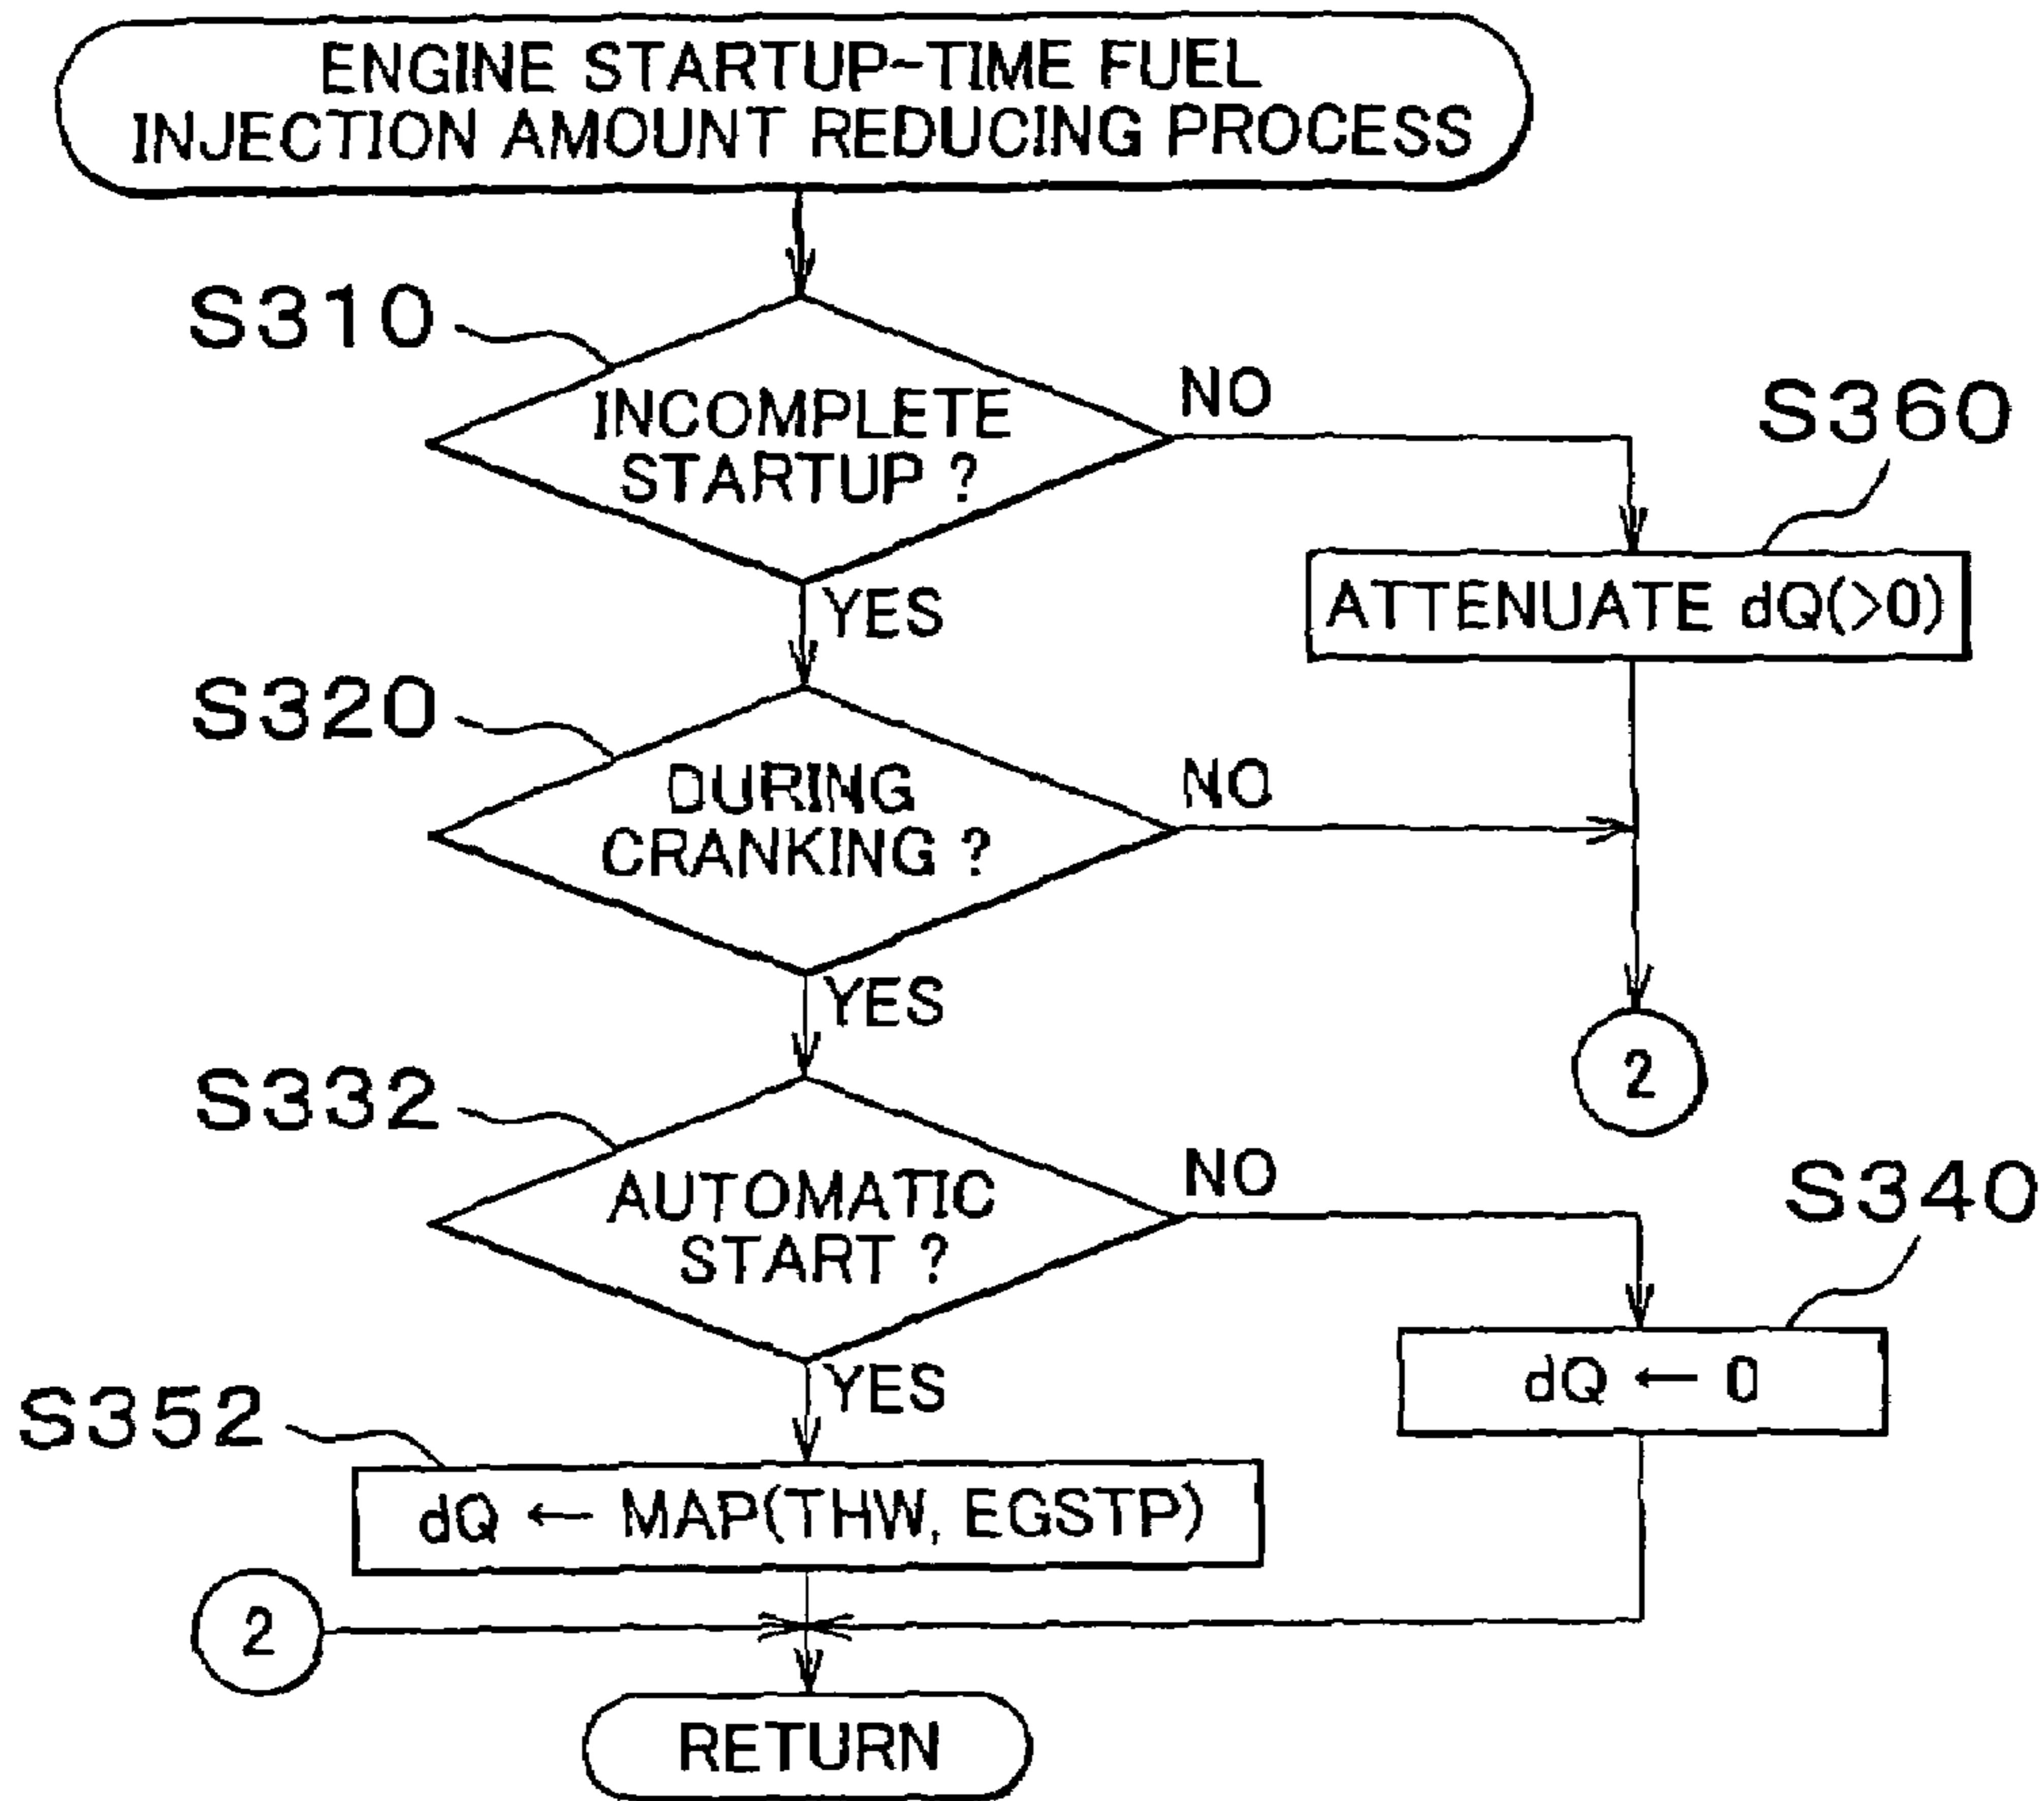 ENGINE STARTUP-TIME FUEL
INJECTION AMOUNT REDUCING PROCESS
S310
INCOMPLETE
STARTUP ?
NO
YES
S360
ATTENUATE dQ(>0)
S320
DURING
CRANKING ?
NO
YES
2
S332
AUTOMATIC
START ?
NO
YES
S340
dQ ← 0
S352
dQ ← MAP(THW, EGSTP)
2
RETURN